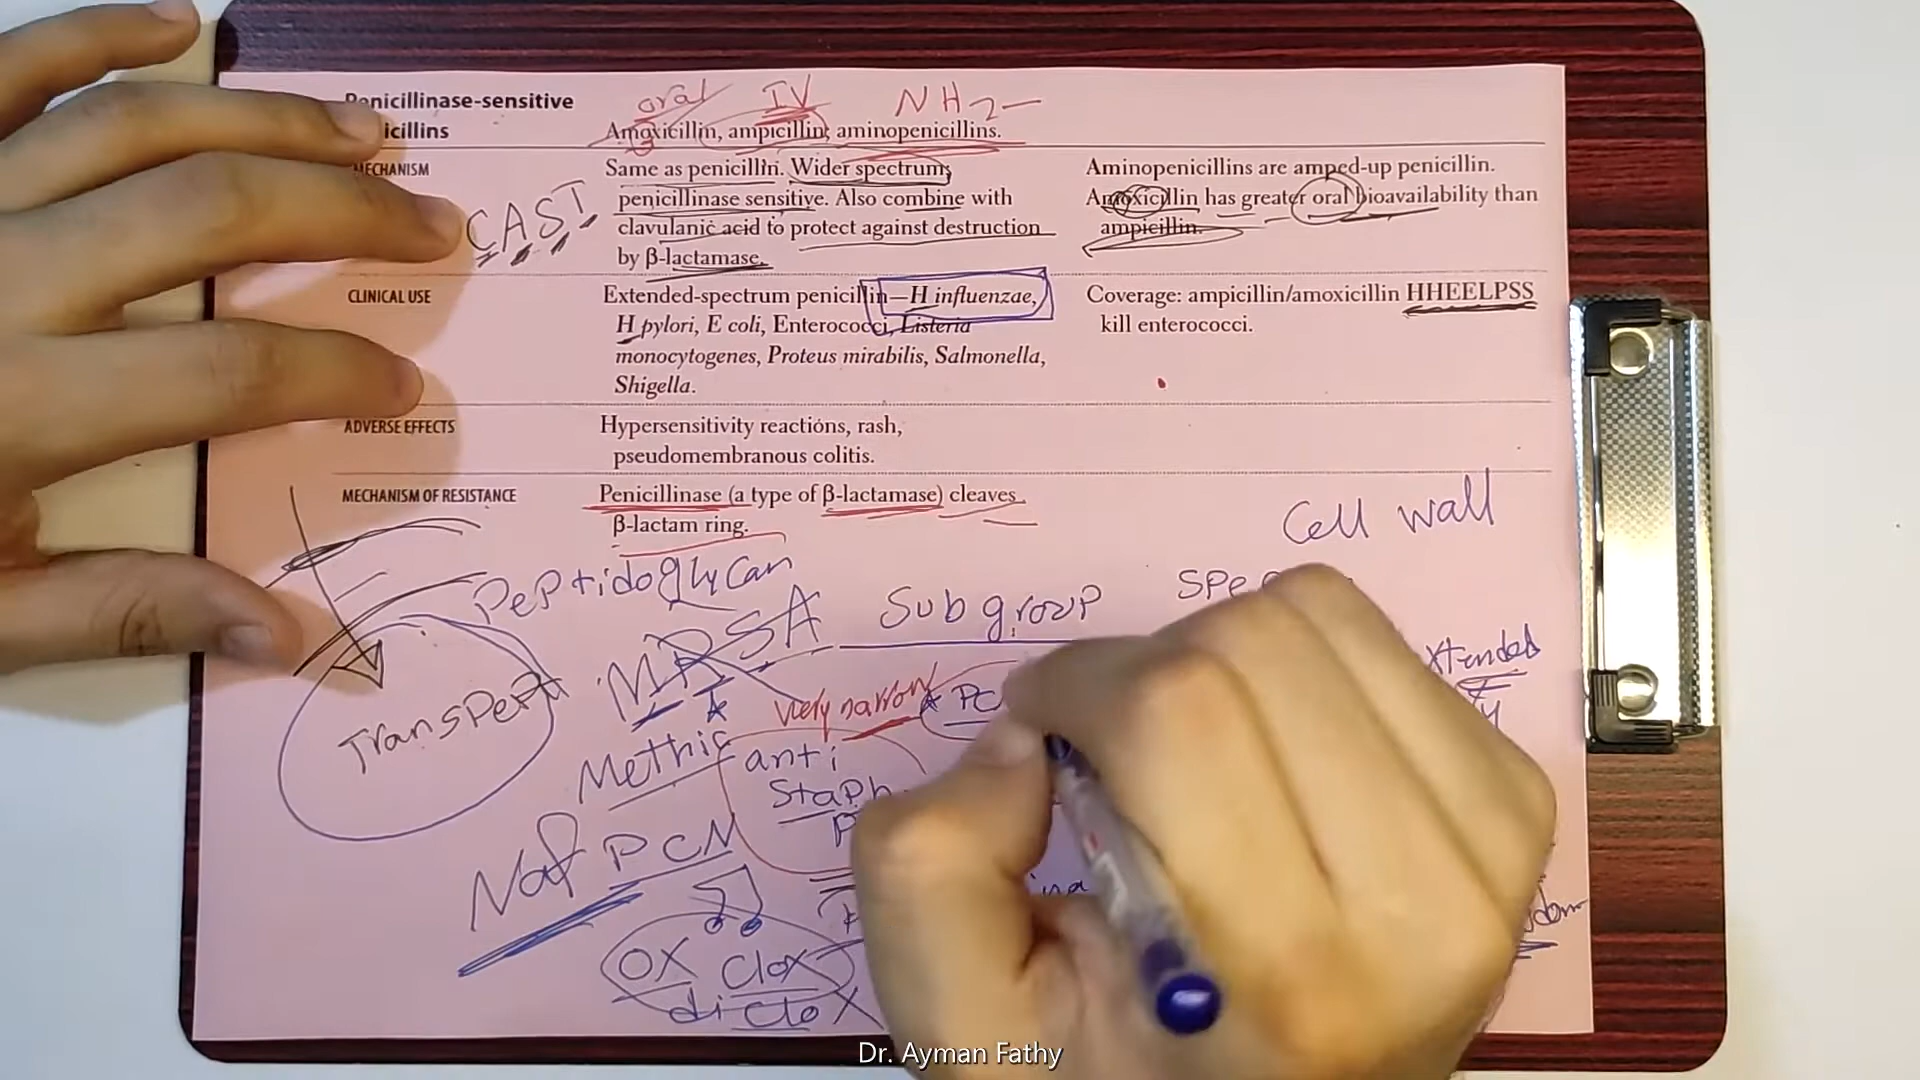 oral IV NH2-
Penicillinase-sensitive
icillins
Amoxicillin, ampicillin; aminopenicillins.
MECHANISM
Same as penicillin. Wider spectrum;
penicillinase sensitive. Also combine with
clavulanic acid to protect against destruction
by β-lactamase.
Aminopenicillins are amped-up penicillin.
Amoxicillin has greater oral bioavailability than
ampicillin.
CAST
CLINICAL USE
Extended-spectrum penicillin—H influenzae,
H pylori, E coli, Enterococci, Listeria
monocytogenes, Proteus mirabilis, Salmonella,
Shigella.
Coverage: ampicillin/amoxicillin HHEELPSS
kill enterococci.
ADVERSE EFFECTS
Hypersensitivity reactions, rash,
pseudomembranous colitis.
MECHANISM OF RESISTANCE
Penicillinase (a type of β-lactamase) cleaves
β-lactam ring.
Cell wall
Peptidoglycan
MRSA
Subgroup
Spe
xtended
Very narrow
PC
TransPept
Methic
anti
Staph
Naf PCN
OX Clox
diclox
Dr. Ayman Fathy